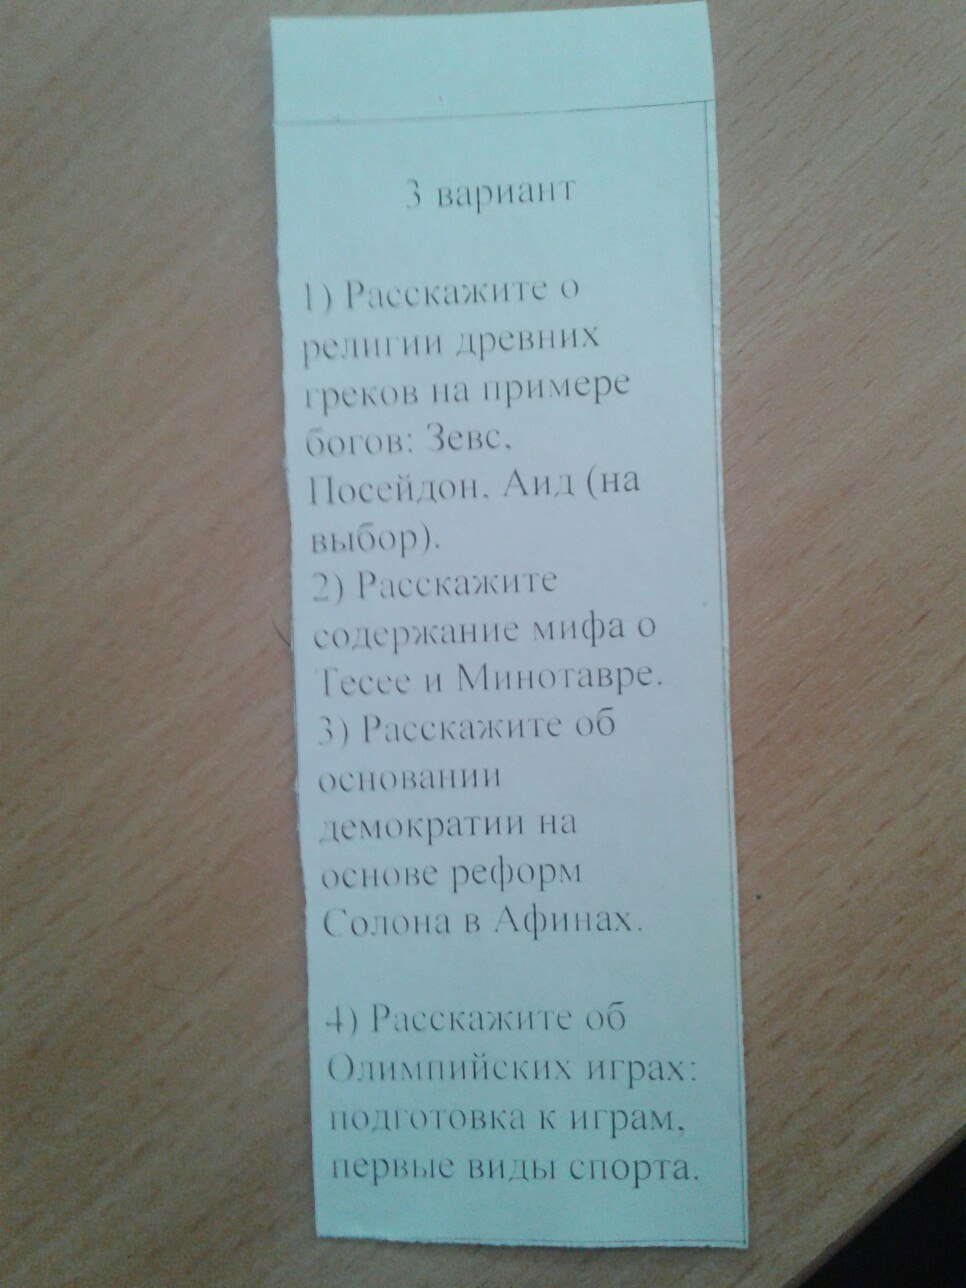 3 вариант
1) Расскажите о
религии древних
греков на примере
богов: Зевс,
Посейдон, Аид (на
выбор).
2) Расскажите
содержание мифа о
Тесее и Минотавре.
3) Расскажите об
основании
демократии на
основе реформ
Солона в Афинах.
4) Расскажите об
Олимпийских играх:
подготовка к играм,
первые виды спорта.